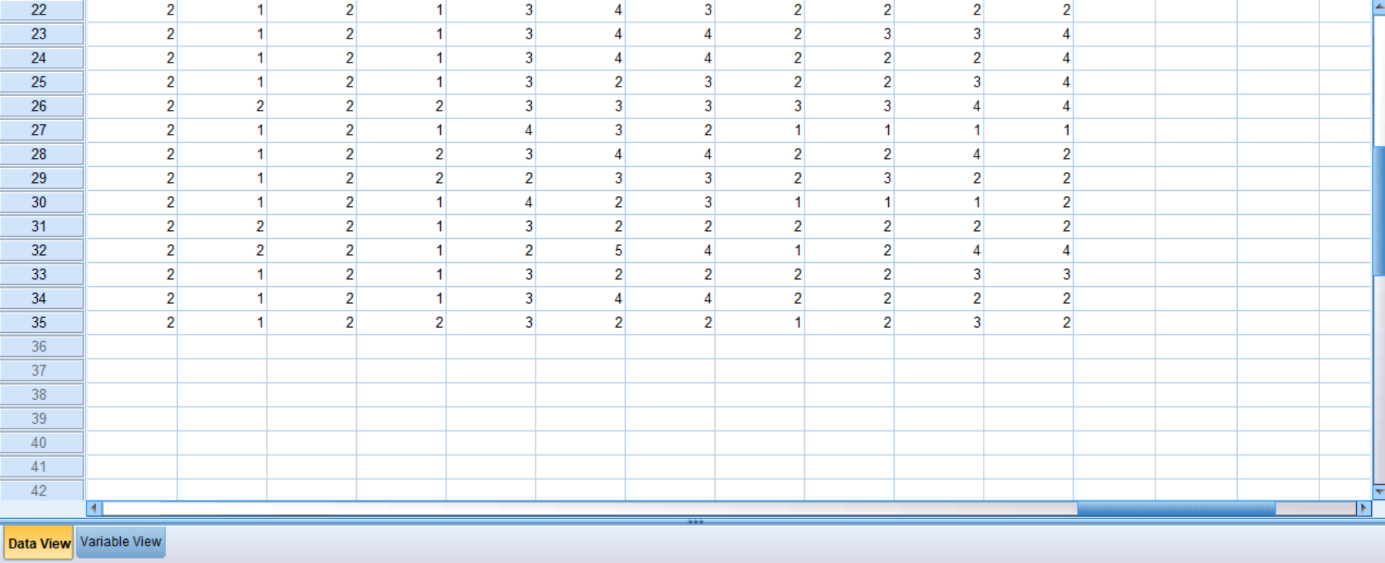 22 2 1 2 1 3 4 3 2 2 2 2
23 2 1 2 1 3 4 4 2 3 3 4
24 2 1 2 1 3 4 4 2 2 2 4
25 2 1 2 1 3 2 3 2 2 3 4
26 2 2 2 2 3 3 3 3 3 4 4
27 2 1 2 1 4 3 2 1 1 1 1
28 2 1 2 2 3 4 4 2 2 4 2
29 2 1 2 2 2 3 3 2 3 2 2
30 2 1 2 1 4 2 3 1 1 1 2
31 2 2 2 1 3 2 2 2 2 2 2
32 2 2 2 1 2 5 4 1 2 4 4
33 2 1 2 1 3 2 2 2 2 3 3
34 2 1 2 1 3 4 4 2 2 2 2
35 2 1 2 2 3 2 2 1 2 3 2
36
37
38
39
40
41
42
Data View Variable View